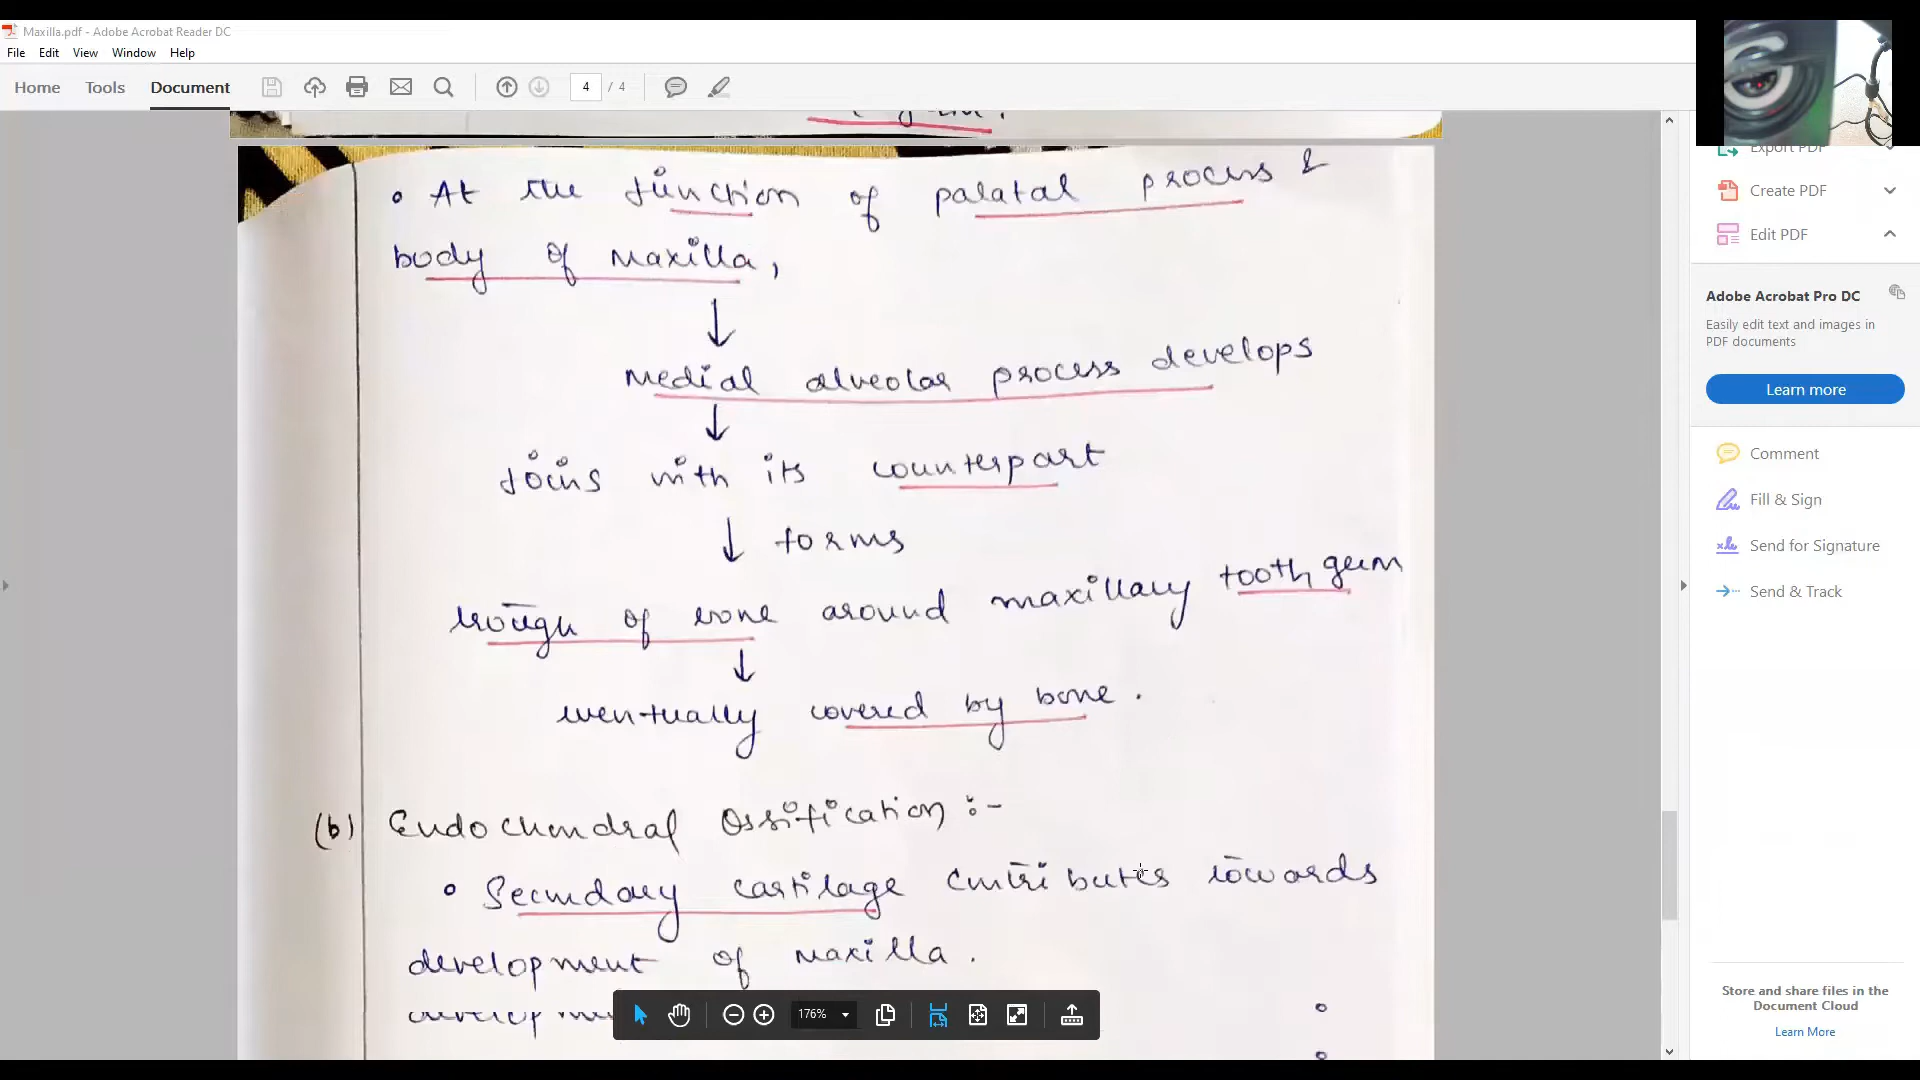 Maxilla.pdf - Adobe Acrobat Reader DC
File Edit View Window Help
Home Tools Document 4 / 4
• At the junction of palatal process &
body of Maxilla,
↓
Medial alveolar process develops
↓
Joins with its counterpart
↓ forms
trough of bone around maxillary tooth germ
↓
eventually covered by bone.
(b) Endochondral Ossification :-
• Secondary cartilage contributes towards
development of Maxilla.
176%
Export PDF
Create PDF
Edit PDF
Adobe Acrobat Pro DC
Easily edit text and images in
PDF documents
Learn more
Comment
Fill & Sign
Send for Signature
Send & Track
Store and share files in the
Document Cloud
Learn More